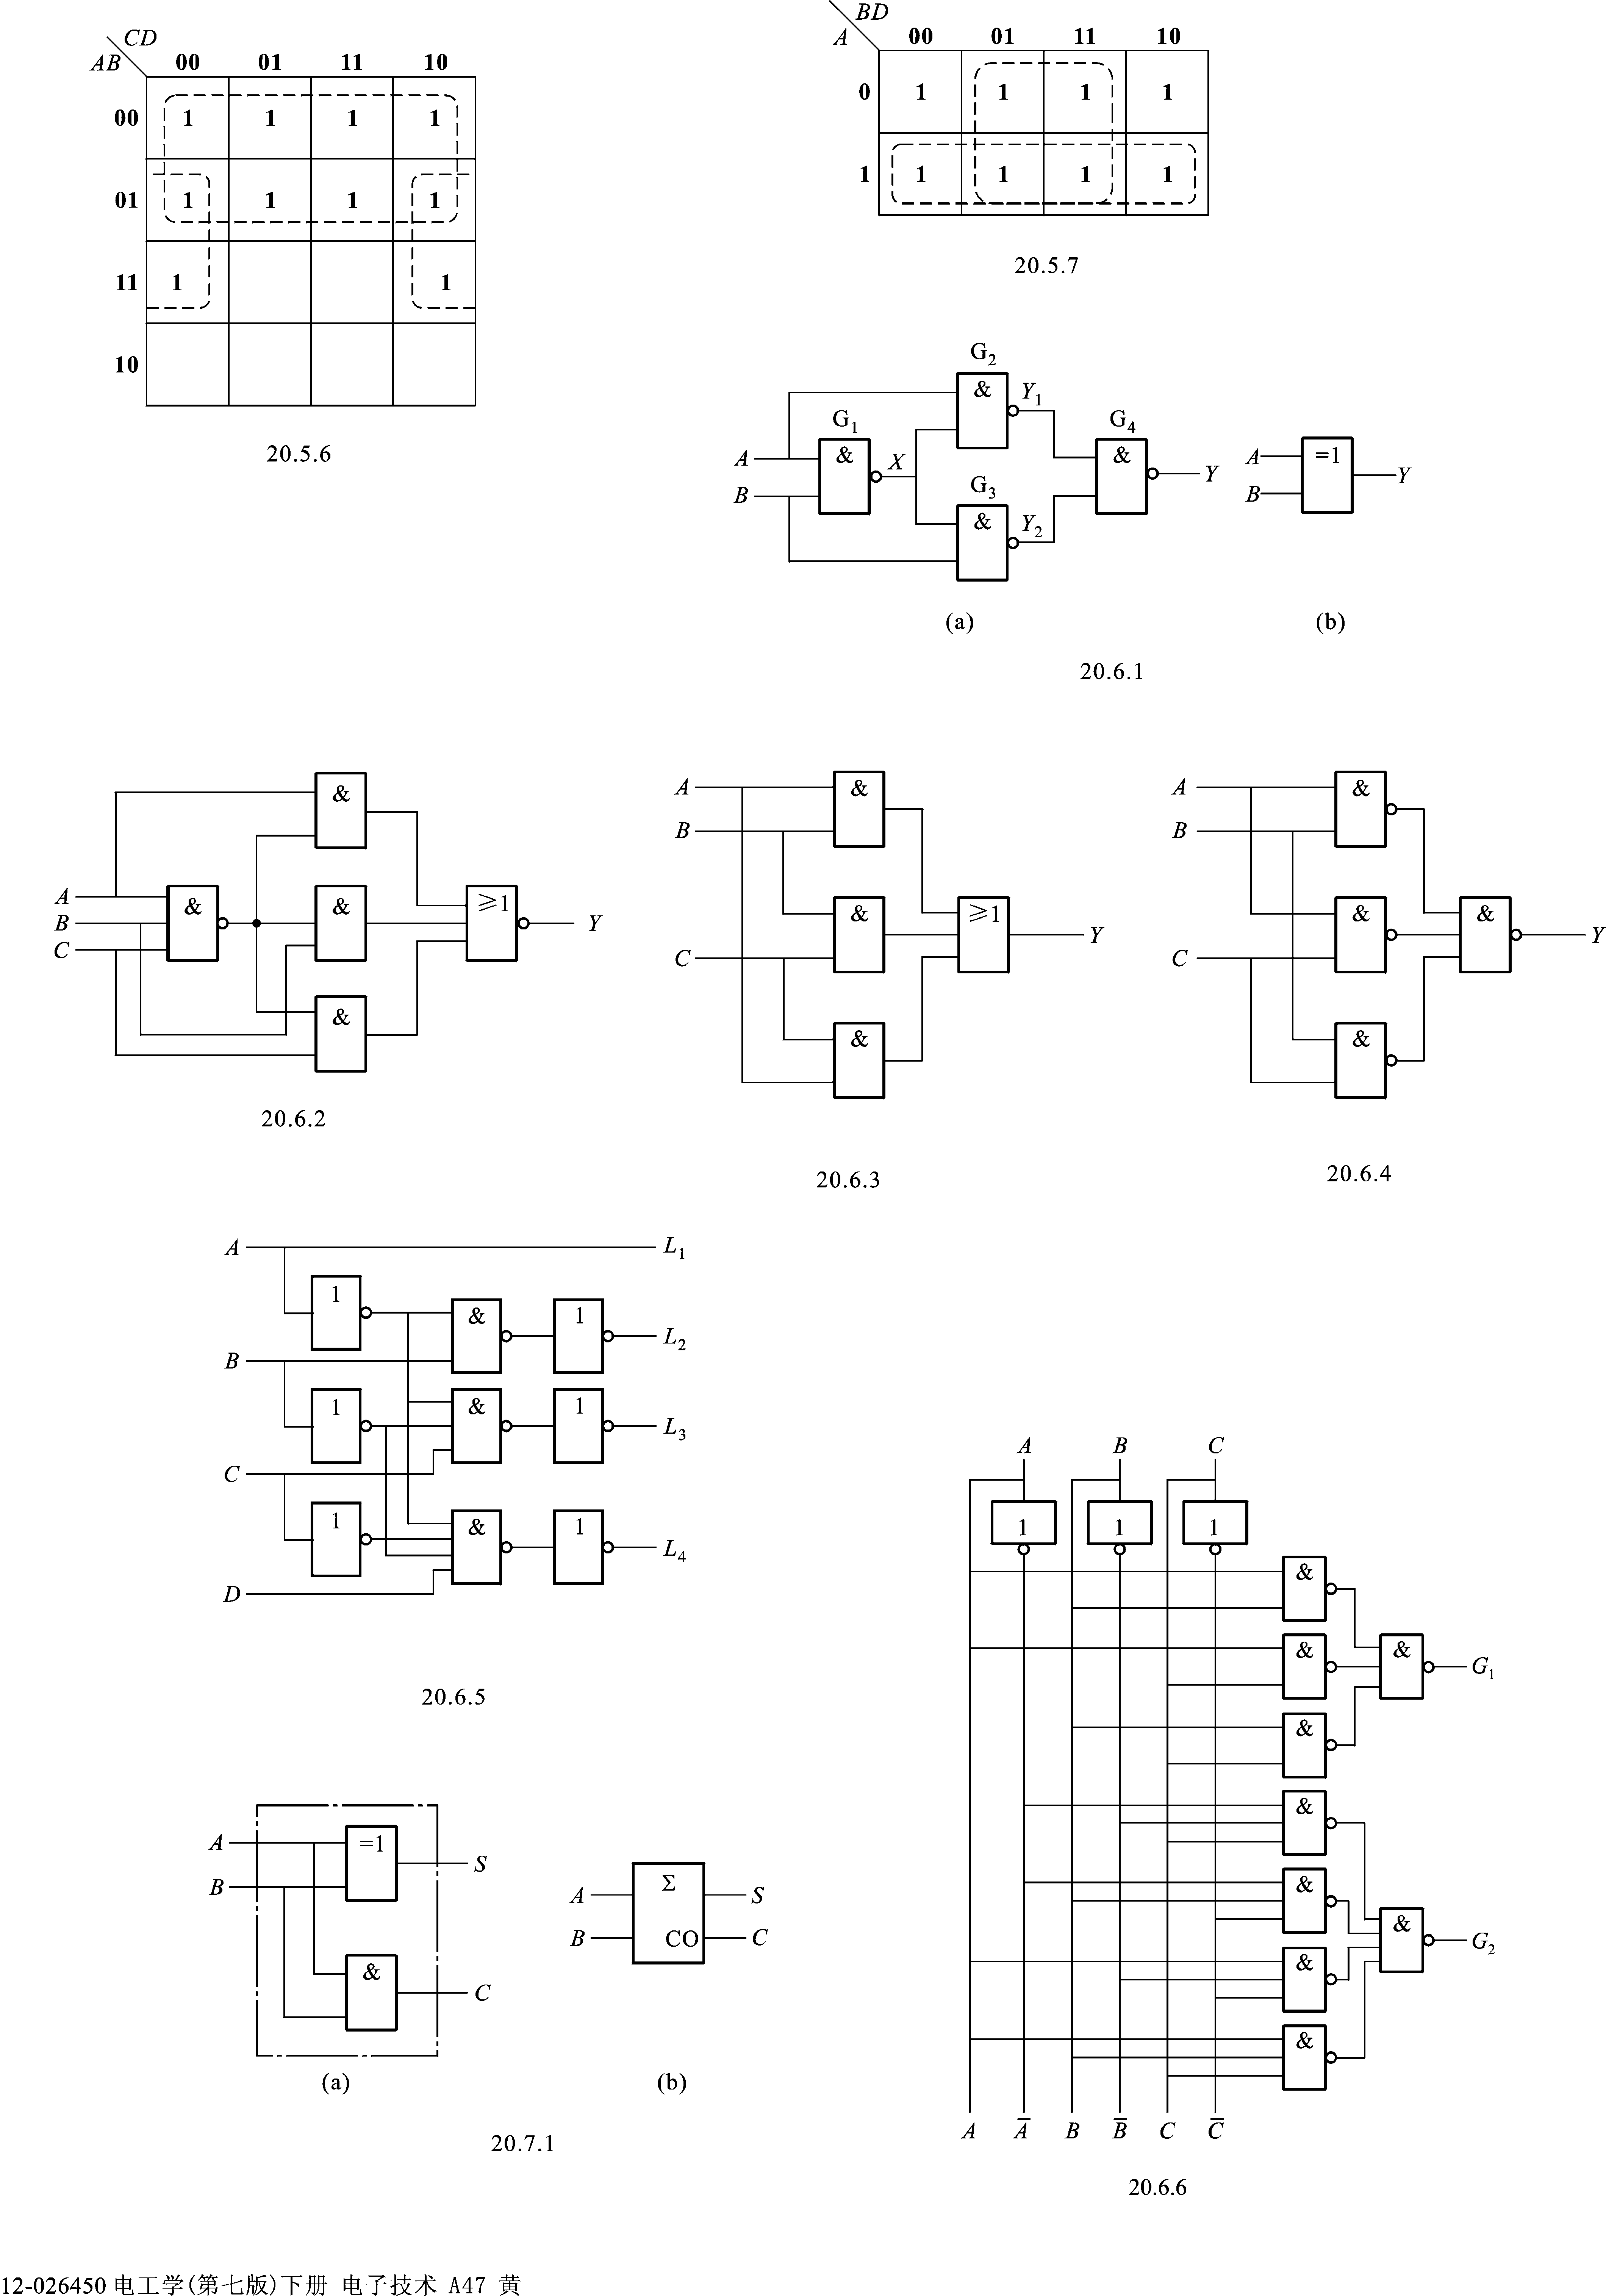 CD
AB 00 01 11 10
00 1 1 1 1
01 1 1 1 1
11 1 1
10
20.5.6
BD
A 00 01 11 10
0 1 1 1 1
1 1 1 1 1
20.5.7
G₂
& Y₁
G₁ G₄
A & X & Y
B G₃
& Y₂
(a)
A =1 Y
B
(b)
20.6.1
&
A & & ≥1 Y
B
C
&
20.6.2
A &
B
& ≥1 Y
C
&
20.6.3
A &
B
& & Y
C
&
20.6.4
A L₁
1
& 1 L₂
B
1 & 1 L₃
C
1 & 1 L₄
D
20.6.5
A B C
1 1 1
&
& & G₁
&
&
& & G₂
&
&
A A̅ B B̅ C C̅
20.6.6
A =1 S
B
& C
(a)
A Σ S
B CO C
(b)
20.7.1
12-026450 电工学(第七版)下册 电子技术 A47 黄